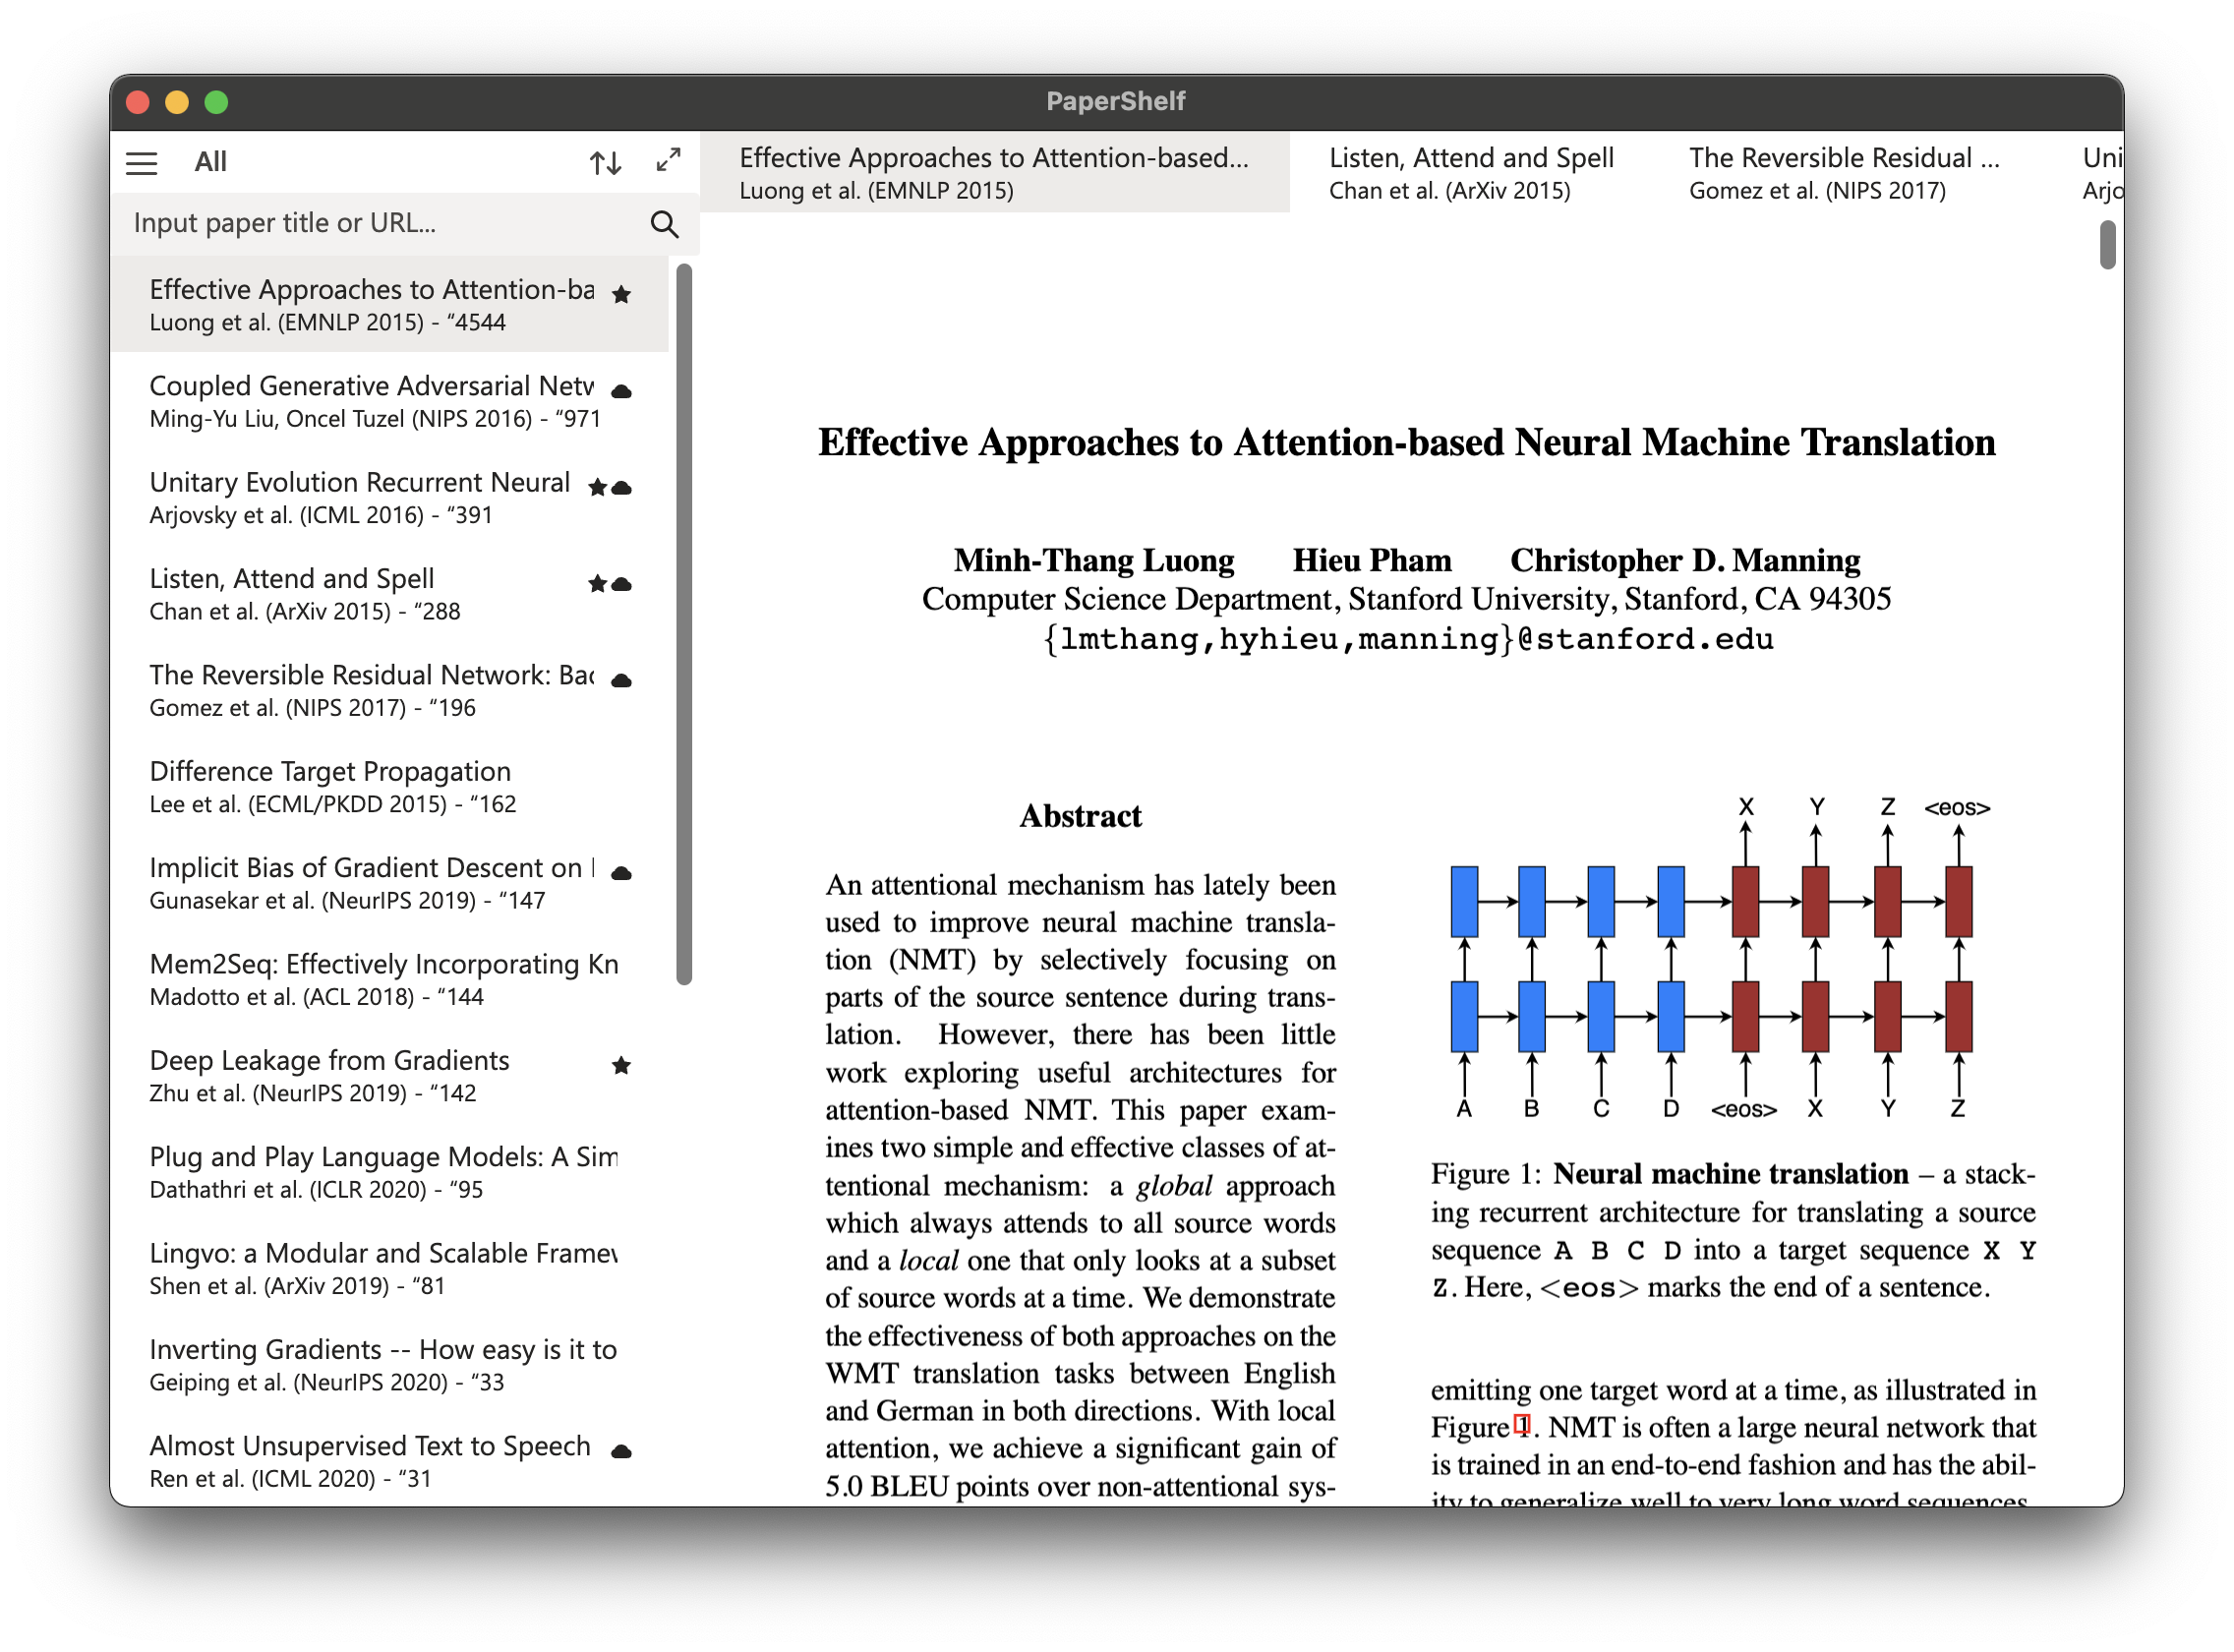 PaperShelf
All
Input paper title or URL...
Effective Approaches to Attention-ba
Luong et al. (EMNLP 2015) - “4544
Coupled Generative Adversarial Netw
Ming-Yu Liu, Oncel Tuzel (NIPS 2016) - “971
Unitary Evolution Recurrent Neural
Arjovsky et al. (ICML 2016) - “391
Listen, Attend and Spell
Chan et al. (ArXiv 2015) - “288
The Reversible Residual Network: Bac
Gomez et al. (NIPS 2017) - “196
Difference Target Propagation
Lee et al. (ECML/PKDD 2015) - “162
Implicit Bias of Gradient Descent on
Gunasekar et al. (NeurIPS 2019) - “147
Mem2Seq: Effectively Incorporating Kn
Madotto et al. (ACL 2018) - “144
Deep Leakage from Gradients
Zhu et al. (NeurIPS 2019) - “142
Plug and Play Language Models: A Sim
Dathathri et al. (ICLR 2020) - “95
Lingvo: a Modular and Scalable Framew
Shen et al. (ArXiv 2019) - “81
Inverting Gradients -- How easy is it to
Geiping et al. (NeurIPS 2020) - “33
Almost Unsupervised Text to Speech
Ren et al. (ICML 2020) - “31
Effective Approaches to Attention-based...
Luong et al. (EMNLP 2015)
Listen, Attend and Spell
Chan et al. (ArXiv 2015)
The Reversible Residual ...
Gomez et al. (NIPS 2017)
Uni
Arjo
Effective Approaches to Attention-based Neural Machine Translation
Minh-Thang Luong Hieu Pham Christopher D. Manning
Computer Science Department, Stanford University, Stanford, CA 94305
{lmthang,hyhieu,manning}@stanford.edu
Abstract
An attentional mechanism has lately been
used to improve neural machine transla-
tion (NMT) by selectively focusing on
parts of the source sentence during trans-
lation. However, there has been little
work exploring useful architectures for
attention-based NMT. This paper exam-
ines two simple and effective classes of at-
tentional mechanism: a global approach
which always attends to all source words
and a local one that only looks at a subset
of source words at a time. We demonstrate
the effectiveness of both approaches on the
WMT translation tasks between English
and German in both directions. With local
attention, we achieve a significant gain of
5.0 BLEU points over non-attentional sys-
X Y Z <eos>
A B C D <eos> X Y Z
Figure 1: Neural machine translation – a stack-
ing recurrent architecture for translating a source
sequence A B C D into a target sequence X Y
Z. Here, <eos> marks the end of a sentence.
emitting one target word at a time, as illustrated in
Figure 1. NMT is often a large neural network that
is trained in an end-to-end fashion and has the abil-
ity to generalize well to very long word sequences.